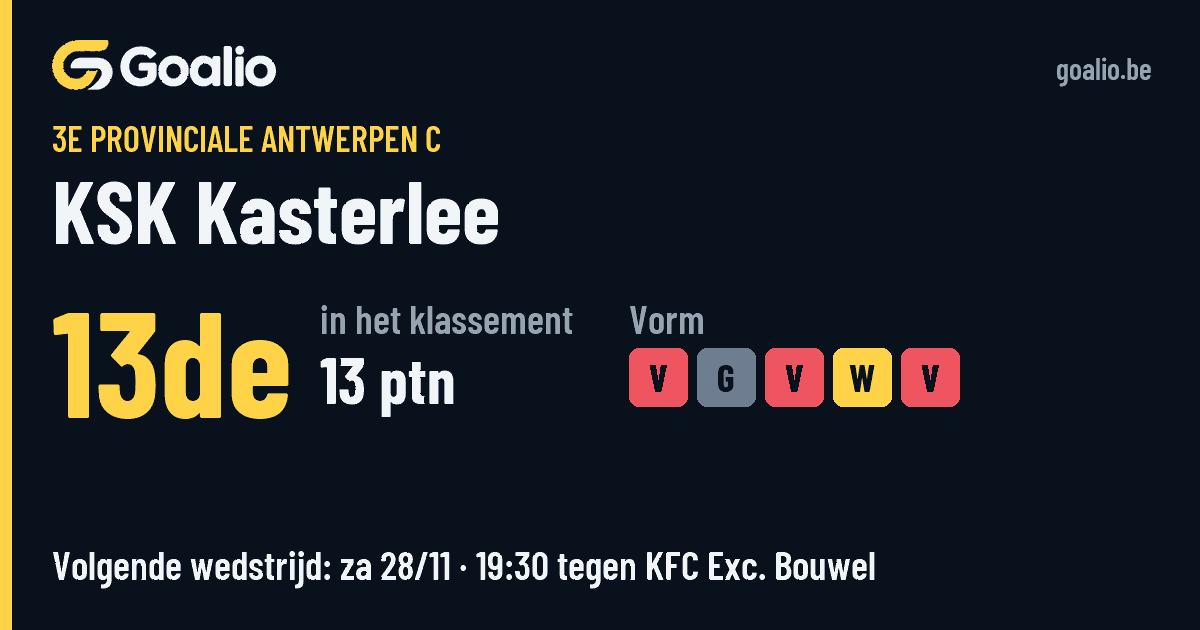 Goalio
goalio.be
3E PROVINCIALE ANTWERPEN C
KSK Kasterlee
13de
in het klassement
13 ptn
Vorm
V G V W V
Volgende wedstrijd: za 28/11 · 19:30 tegen KFC Exc. Bouwel